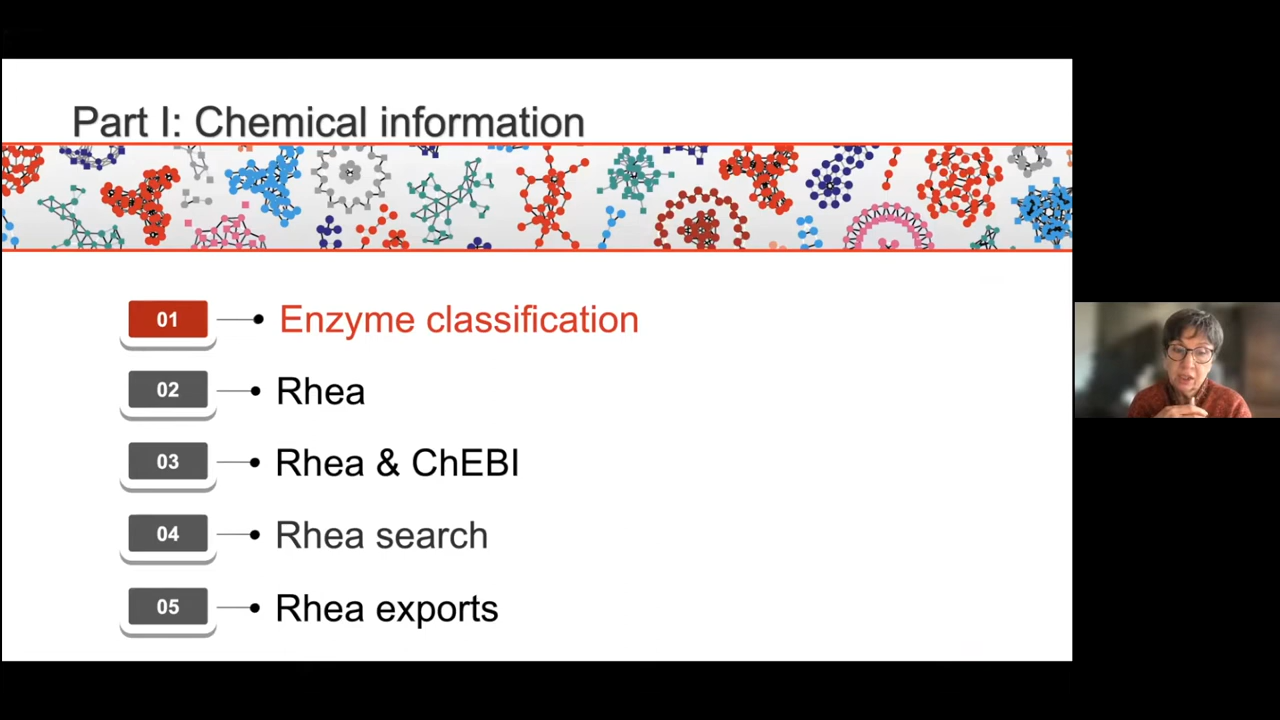 Part I: Chemical information
01 Enzyme classification
02 Rhea
03 Rhea & ChEBI
04 Rhea search
05 Rhea exports